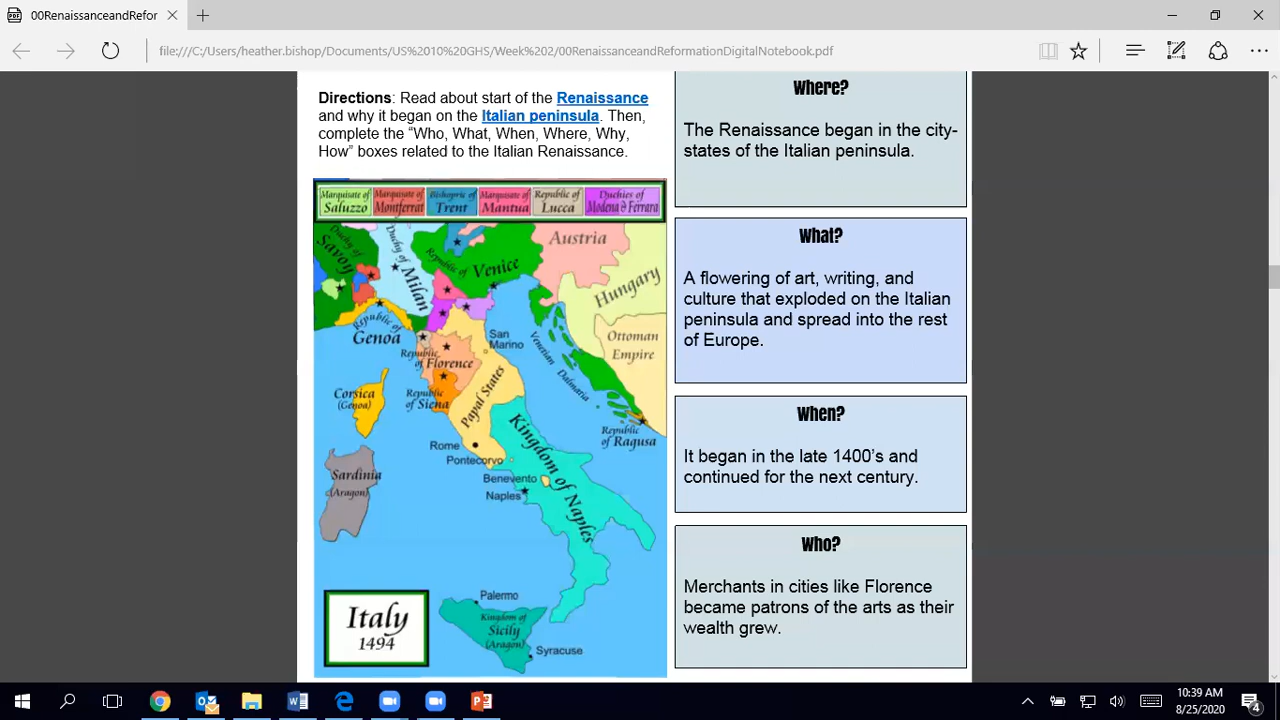 00RenaissanceandRefor
file:///C:/Users/heather.bishop/Documents/US%2010%20GHS/Week%202/00RenaissanceandReformationDigitalNotebook.pdf
Directions: Read about start of the Renaissance
and why it began on the Italian peninsula. Then,
complete the “Who, What, When, Where, Why,
How” boxes related to the Italian Renaissance.
Marquisate of
Saluzzo
Marquisate of
Montferrat
Bishopric of
Trent
Marquisate of
Mantua
Republic of
Lucca
Duchies of
Modena & Ferrara
Duchy of
Savoy
Duchy of
Milan
Republic of
Venice
Austria
Hungary
Ottoman
Empire
Republic of
Genoa
San
Marino
Venetian
Dalmatia
Republic
of Florence
Corsica
(Genoa)
Republic
of Siena
Papal States
Republic
of Ragusa
Rome
Pontecorvo
Kingdom of Naples
Sardinia
(Aragon)
Benevento
Naples
Italy
1494
Palermo
Kingdom of
Sicily
(Aragon)
Syracuse
Where?
The Renaissance began in the city-
states of the Italian peninsula.
What?
A flowering of art, writing, and
culture that exploded on the Italian
peninsula and spread into the rest
of Europe.
When?
It began in the late 1400’s and
continued for the next century.
Who?
Merchants in cities like Florence
became patrons of the arts as their
wealth grew.
10:39 AM
8/25/2020
4